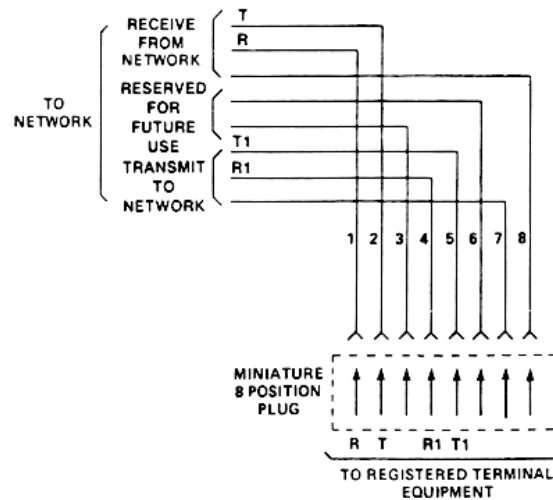 T
RECEIVE
FROM
NETWORK
R
TO
NETWORK
RESERVED
FOR
FUTURE
USE
T1
TRANSMIT
TO
NETWORK
R1
1 2 3 4 5 6 7 8
MINIATURE
8 POSITION
PLUG
R T R1 T1
TO REGISTERED TERMINAL
EQUIPMENT